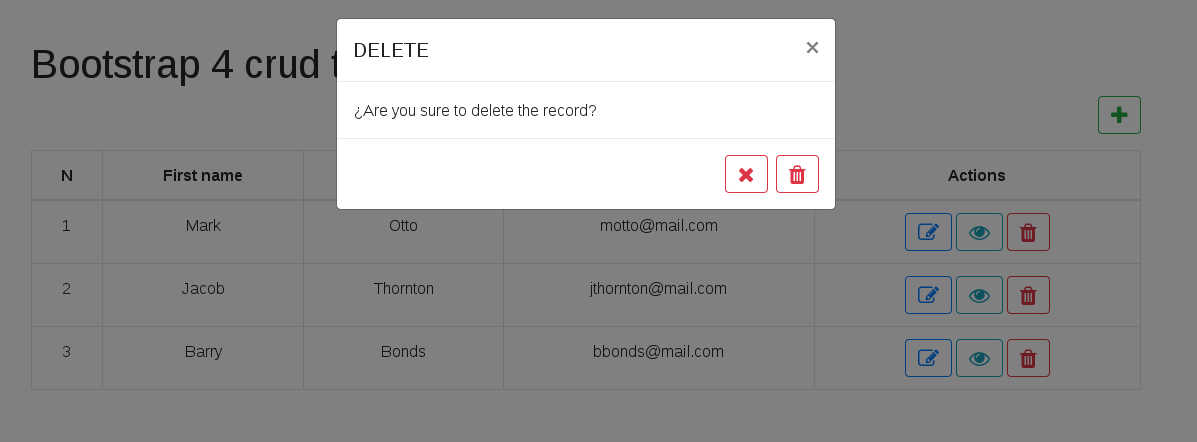 DELETE ×
Bootstrap 4 crud
¿Are you sure to delete the record?
N First name Actions
1 Mark Otto motto@mail.com
2 Jacob Thornton jthornton@mail.com
3 Barry Bonds bbonds@mail.com